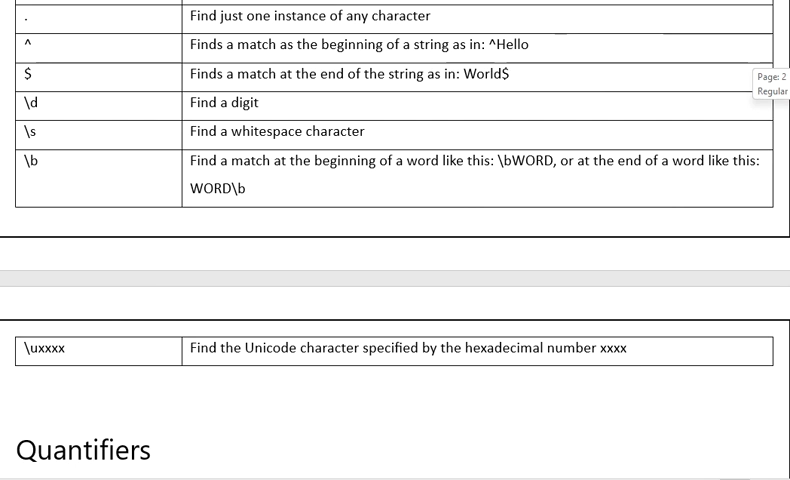 . Find just one instance of any character
^ Finds a match as the beginning of a string as in: ^Hello
$ Finds a match at the end of the string as in: World$
Page: 2
\d Find a digit
Regular
\s Find a whitespace character
\b Find a match at the beginning of a word like this: \bWORD, or at the end of a word like this:
WORD\b
\uxxxx Find the Unicode character specified by the hexadecimal number xxxx
Quantifiers